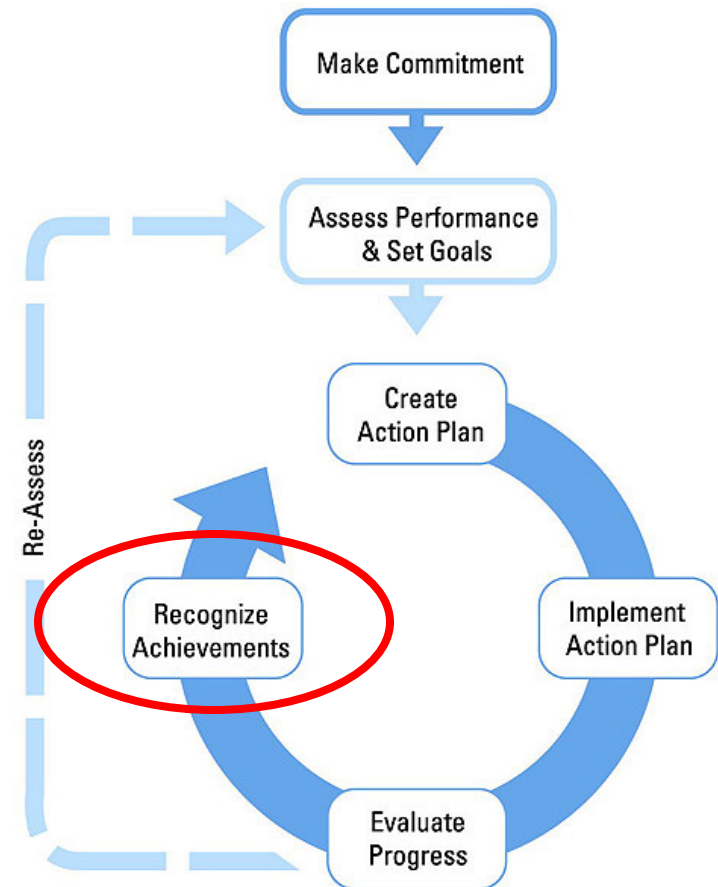 Make Commitment
Assess Performance
& Set Goals
Create
Action Plan
Re-Assess
Recognize
Achievements
Implement
Action Plan
Evaluate
Progress